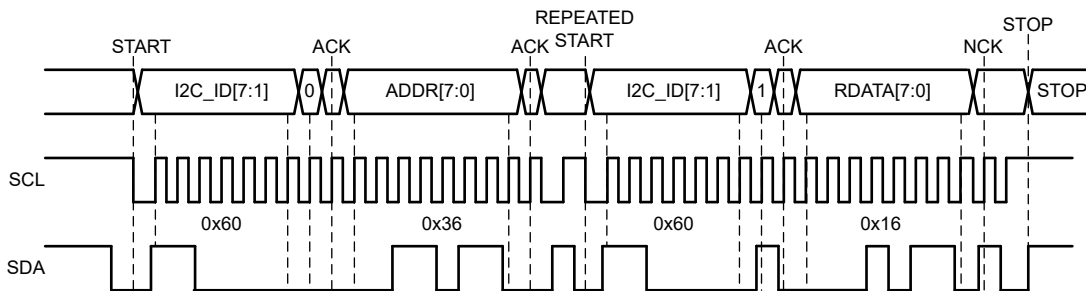 REPEATED
START
STOP
START
ACK
ACK
ACK
NCK
I2C_ID[7:1]
0
ADDR[7:0]
I2C_ID[7:1]
1
RDATA[7:0]
STOP
SCL
0x60
0x36
0x60
0x16
SDA